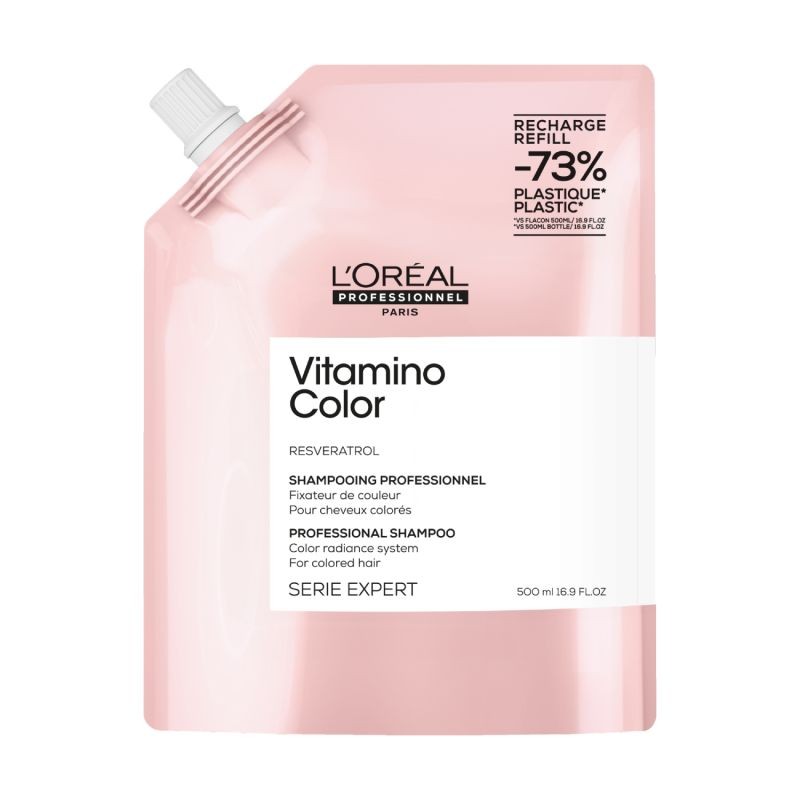 RECHARGE
REFILL
-73%
PLASTIQUE*
PLASTIC*
*VS FLACON 500ML/ 16.9 FL.OZ
*VS 500ML BOTTLE/ 16.9 FL.OZ
L'ORÉAL
PROFESSIONNEL
PARIS
Vitamino
Color
RESVERATROL
SHAMPOOING PROFESSIONNEL
Fixateur de couleur
Pour cheveux colorés
PROFESSIONAL SHAMPOO
Color radiance system
For colored hair
SERIE EXPERT
500 ml 16.9 FL.OZ